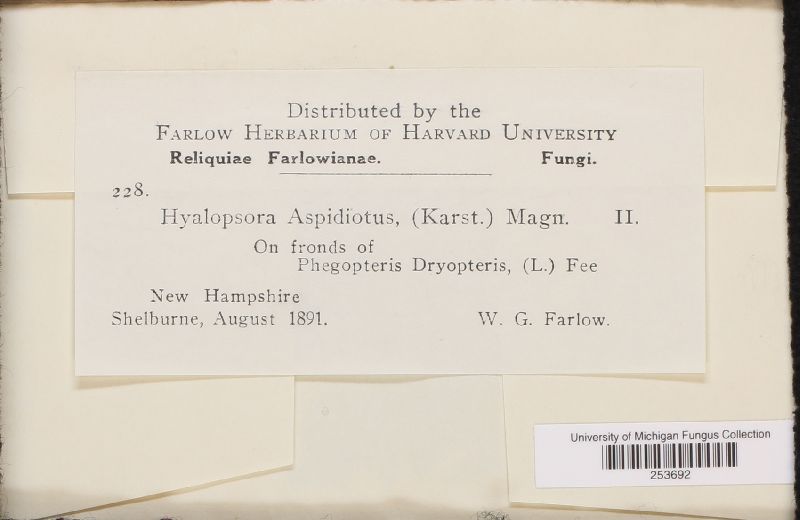 Distributed by the
FARLOW HERBARIUM OF HARVARD UNIVERSITY
Reliquiae Farlowianae. Fungi.
228.
Hyalopsora Aspidiotus, (Karst.) Magn. II.
On fronds of
Phegopteris Dryopteris, (L.) Fee
New Hampshire
Shelburne, August 1891. W. G. Farlow.
University of Michigan Fungus Collection
253692